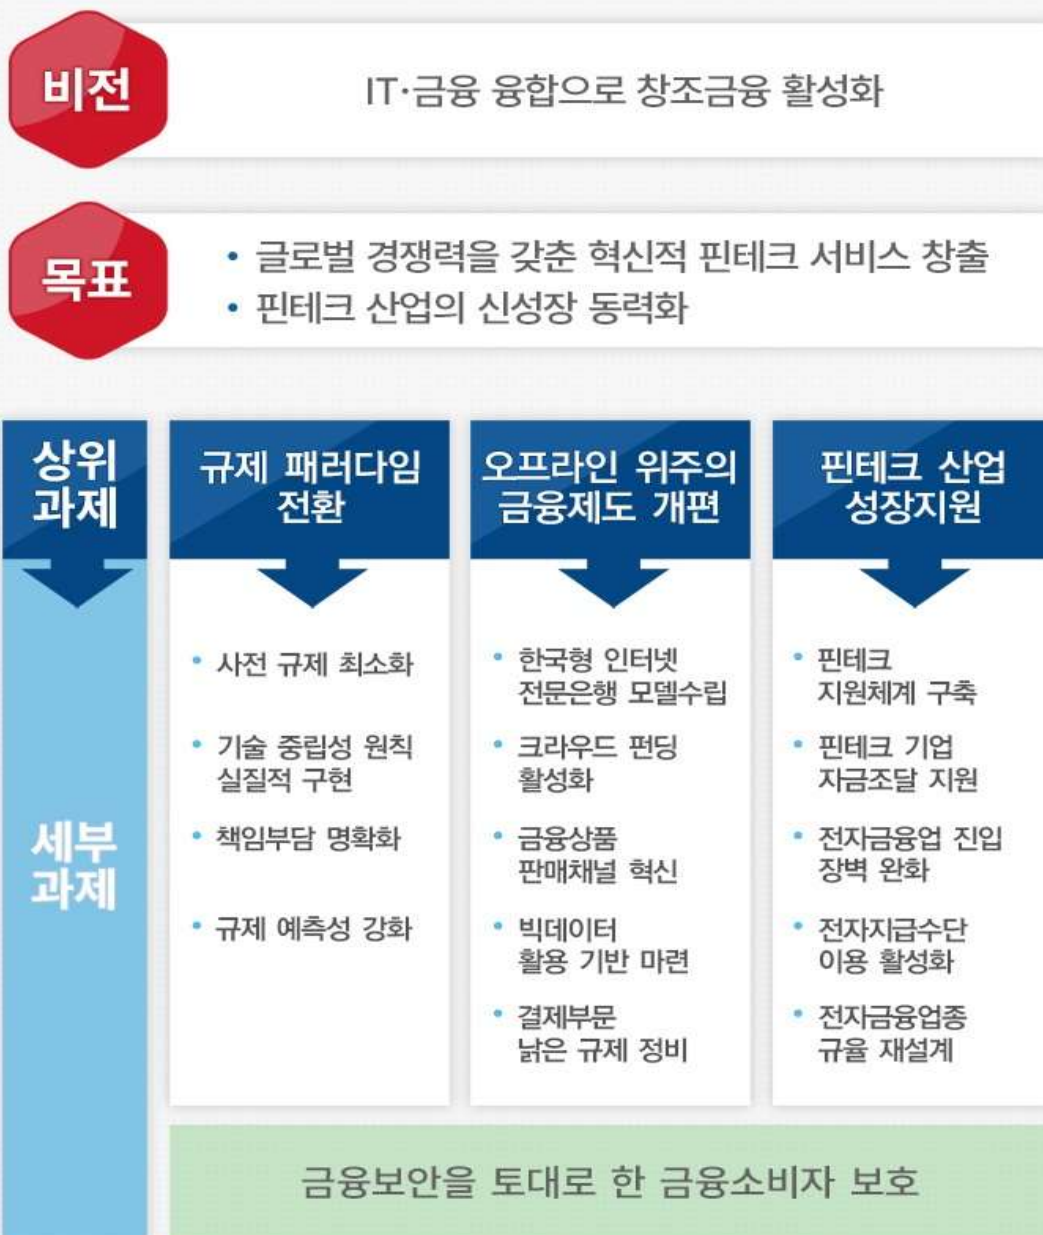 비전
IT·금융 융합으로 창조금융 활성화
목표
• 글로벌 경쟁력을 갖춘 혁신적 핀테크 서비스 창출
• 핀테크 산업의 신성장 동력화
상위
과제
규제 패러다임
전환
오프라인 위주의
금융제도 개편
핀테크 산업
성장지원
세부
과제
• 사전 규제 최소화
• 기술 중립성 원칙
실질적 구현
• 책임부담 명확화
• 규제 예측성 강화
• 한국형 인터넷
전문은행 모델수립
• 크라우드 펀딩
활성화
• 금융상품
판매채널 혁신
• 빅데이터
활용 기반 마련
• 결제부문
낡은 규제 정비
• 핀테크
지원체계 구축
• 핀테크 기업
자금조달 지원
• 전자금융업 진입
장벽 완화
• 전자지급수단
이용 활성화
• 전자금융업종
규율 재설계
금융보안을 토대로 한 금융소비자 보호